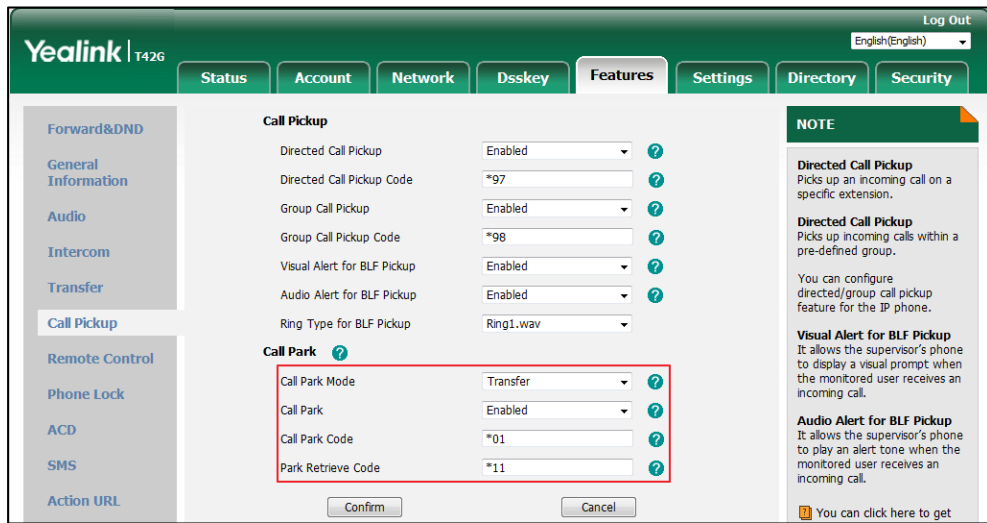 Log Out
Yealink T42G
English(English)
Status Account Network Dsskey Features Settings Directory Security
Forward&DND
General
Information
Audio
Intercom
Transfer
Call Pickup
Remote Control
Phone Lock
ACD
SMS
Action URL
Call Pickup
Directed Call Pickup Enabled ?
Directed Call Pickup Code *97 ?
Group Call Pickup Enabled ?
Group Call Pickup Code *98 ?
Visual Alert for BLF Pickup Enabled ?
Audio Alert for BLF Pickup Enabled ?
Ring Type for BLF Pickup Ring1.wav
Call Park ?
Call Park Mode Transfer ?
Call Park Enabled ?
Call Park Code *01 ?
Park Retrieve Code *11 ?
Confirm Cancel
NOTE
Directed Call Pickup
Picks up an incoming call on a
specific extension.
Directed Call Pickup
Picks up incoming calls within a
pre-defined group.
You can configure
directed/group call pickup
feature for the IP phone.
Visual Alert for BLF Pickup
It allows the supervisor's phone
to display a visual prompt when
the monitored user receives an
incoming call.
Audio Alert for BLF Pickup
It allows the supervisor's phone
to play an alert tone when the
monitored user receives an
incoming call.
? You can click here to get